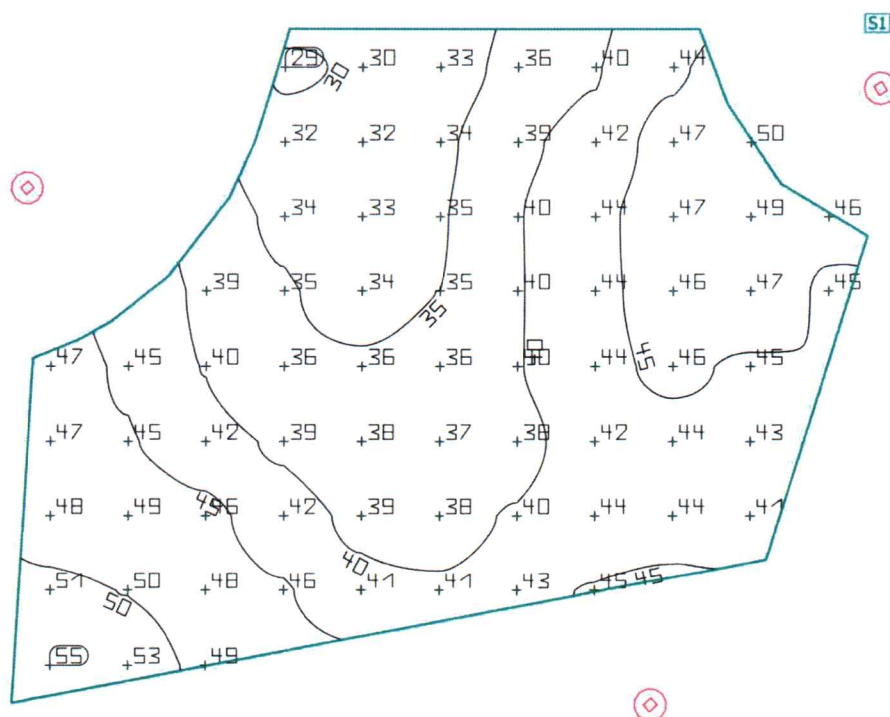 S1
29 30 33 36 40 44
30
32 32 34 39 42 47 50
34 33 35 40 44 47 49 46
39 35 34 35 40 44 46 47 45
35
47 45 40 36 36 36 40 44 46 45
40 45
47 45 42 39 38 37 38 42 44 43
48 49 46 42 39 38 40 44 44 41
45
40
51 50 48 46 41 41 43 45 45
50
55 53 49